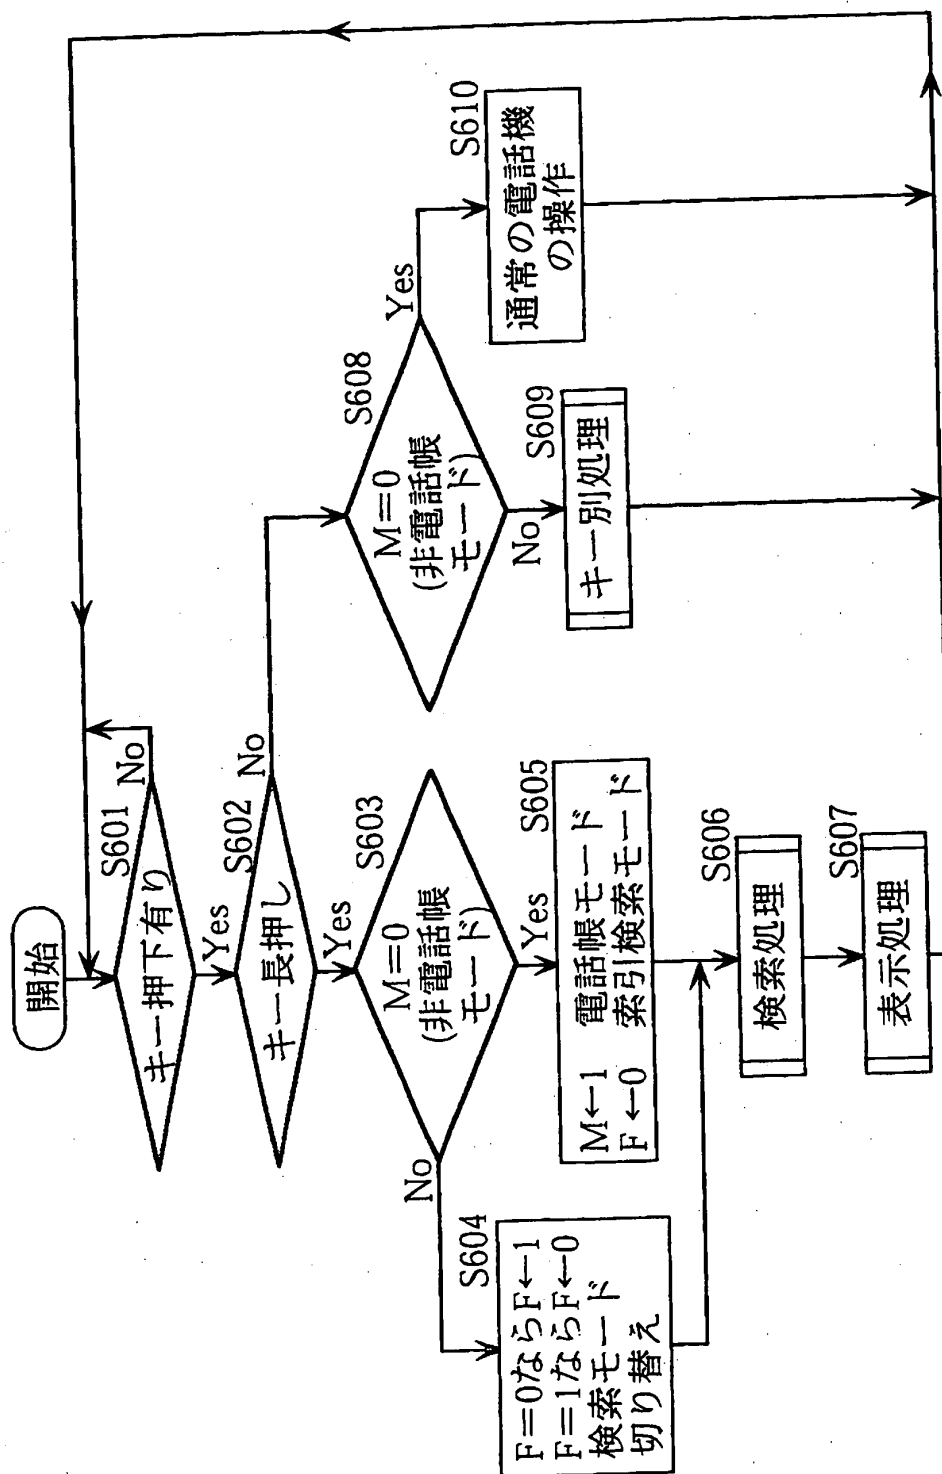 開始
S601
キー押下有り
No
Yes
S602
キー長押し
No
Yes
S603
M=0
(非電話帳
モード)
No
Yes
S604
F=0ならF←1
F=1ならF←0
検索モード
切り替え
S605
M←1 電話帳モード
F←0 索引検索モード
S606
検索処理
S607
表示処理
S608
M=0
(非電話帳
モード)
Yes
No
S609
キー別処理
S610
通常の電話機
の操作